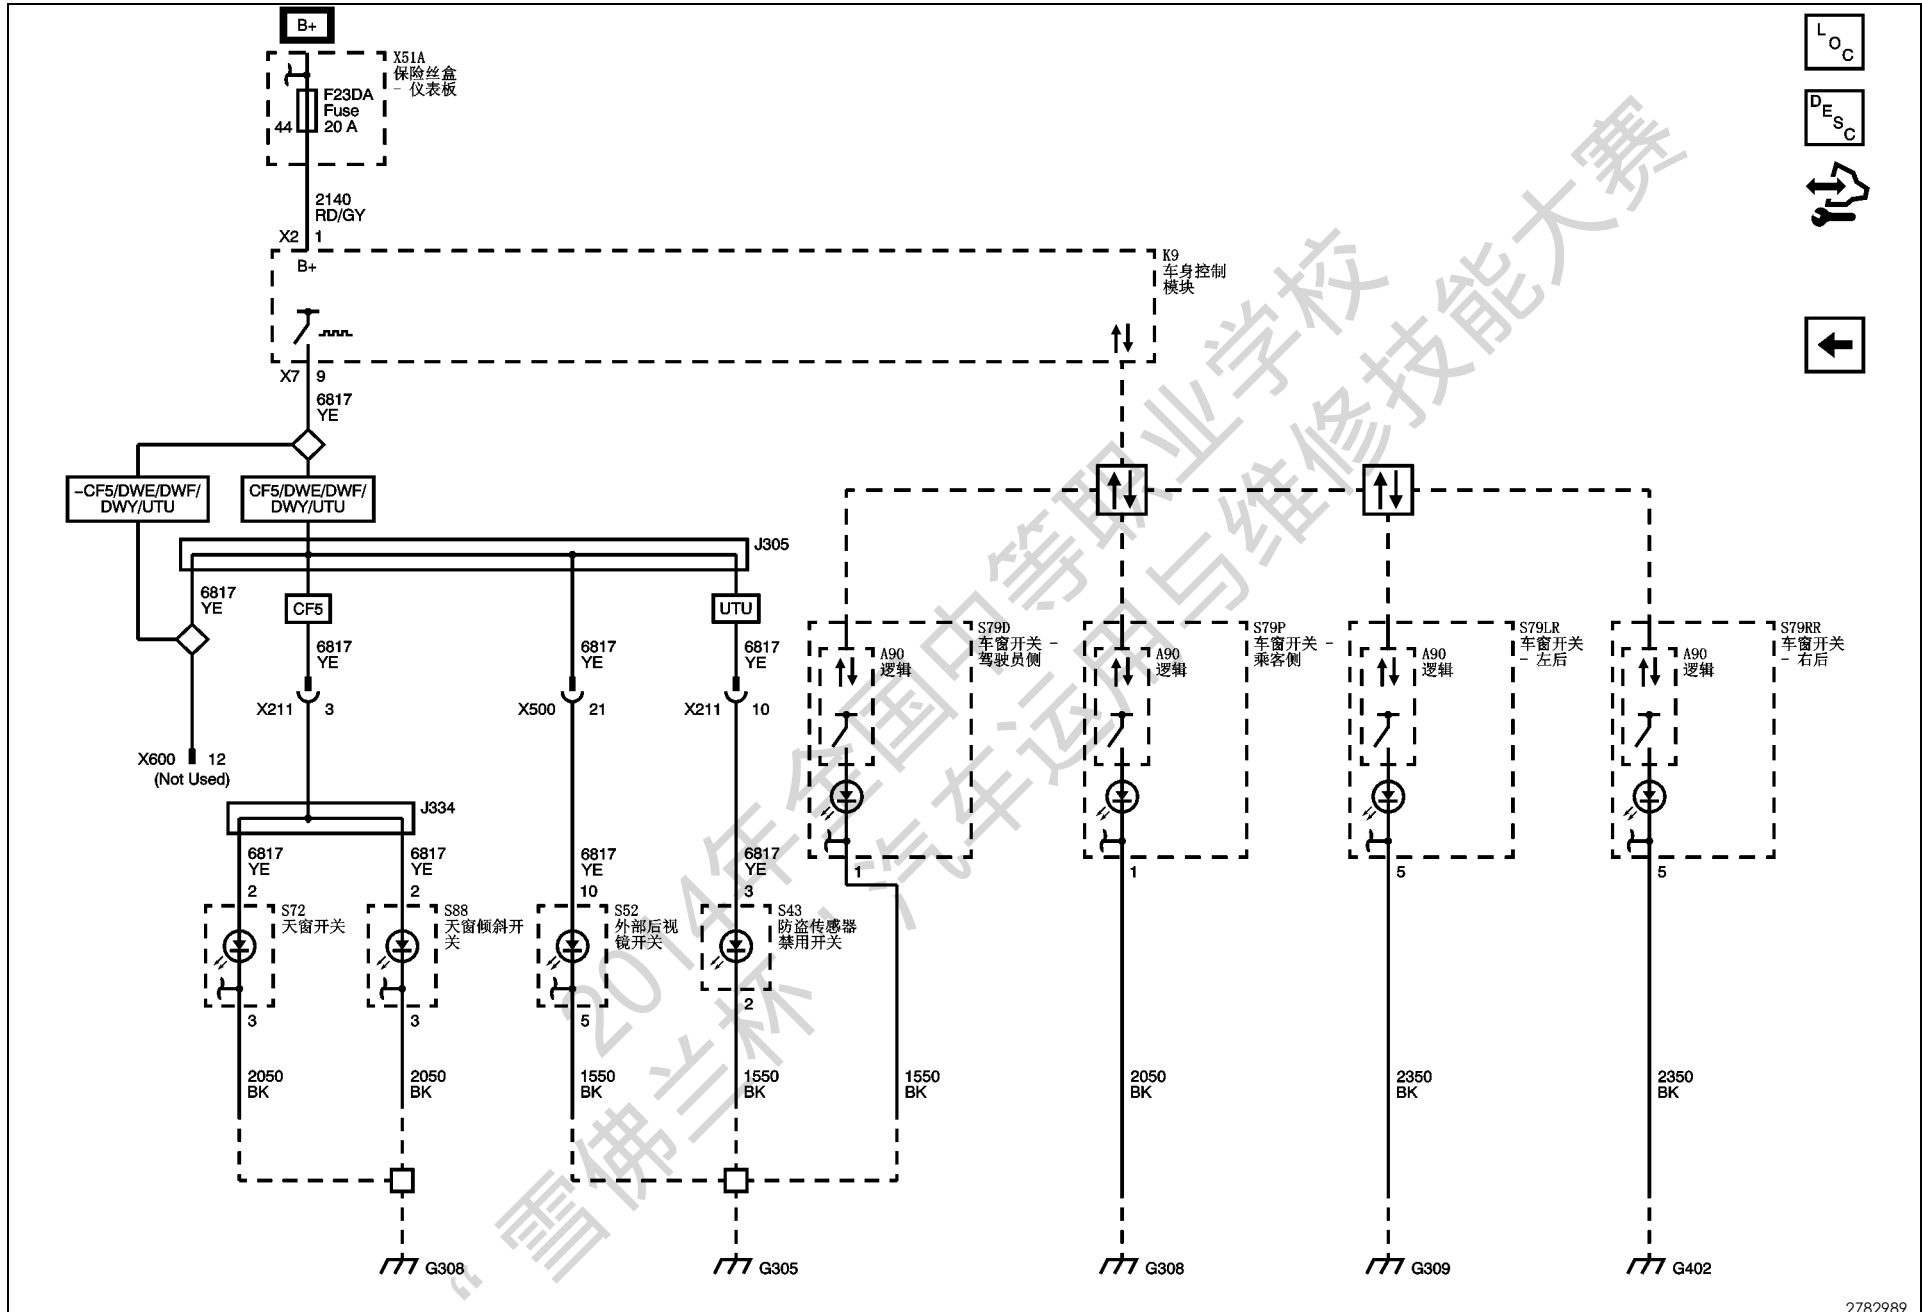 B+
X51A
保险丝盒
- 仪表板
F23DA
Fuse
20 A
44
2140
RD/GY
X2 1
B+
K9
车身控制
模块
X7 9
6817
YE
-CF5/DWE/DWF/
DWY/UTU
CF5/DWE/DWF/
DWY/UTU
J305
6817
YE
CF5
UTU
6817
YE
6817
YE
6817
YE
X211 3
X500 21
X211 10
X600 12
(Not Used)
J334
S79D
车窗开关 -
驾驶员侧
A90
逻辑
S79P
车窗开关 -
乘客侧
A90
逻辑
S79LR
车窗开关
- 左后
A90
逻辑
S79RR
车窗开关
- 右后
A90
逻辑
6817
YE
6817
YE
6817
YE
6817
YE
1
1
5
5
2
2
10
3
S72
天窗开关
S88
天窗倾斜开
关
S52
外部后视
镜开关
S43
防盗传感器
禁用开关
3
3
5
2
2050
BK
2050
BK
1550
BK
1550
BK
1550
BK
2050
BK
2350
BK
2350
BK
G308
G305
G308
G309
G402
L
O
C
D
E
S
C
2782989
2014年全国中等职业学校
“雪佛兰杯”汽车运用与维修技能大赛